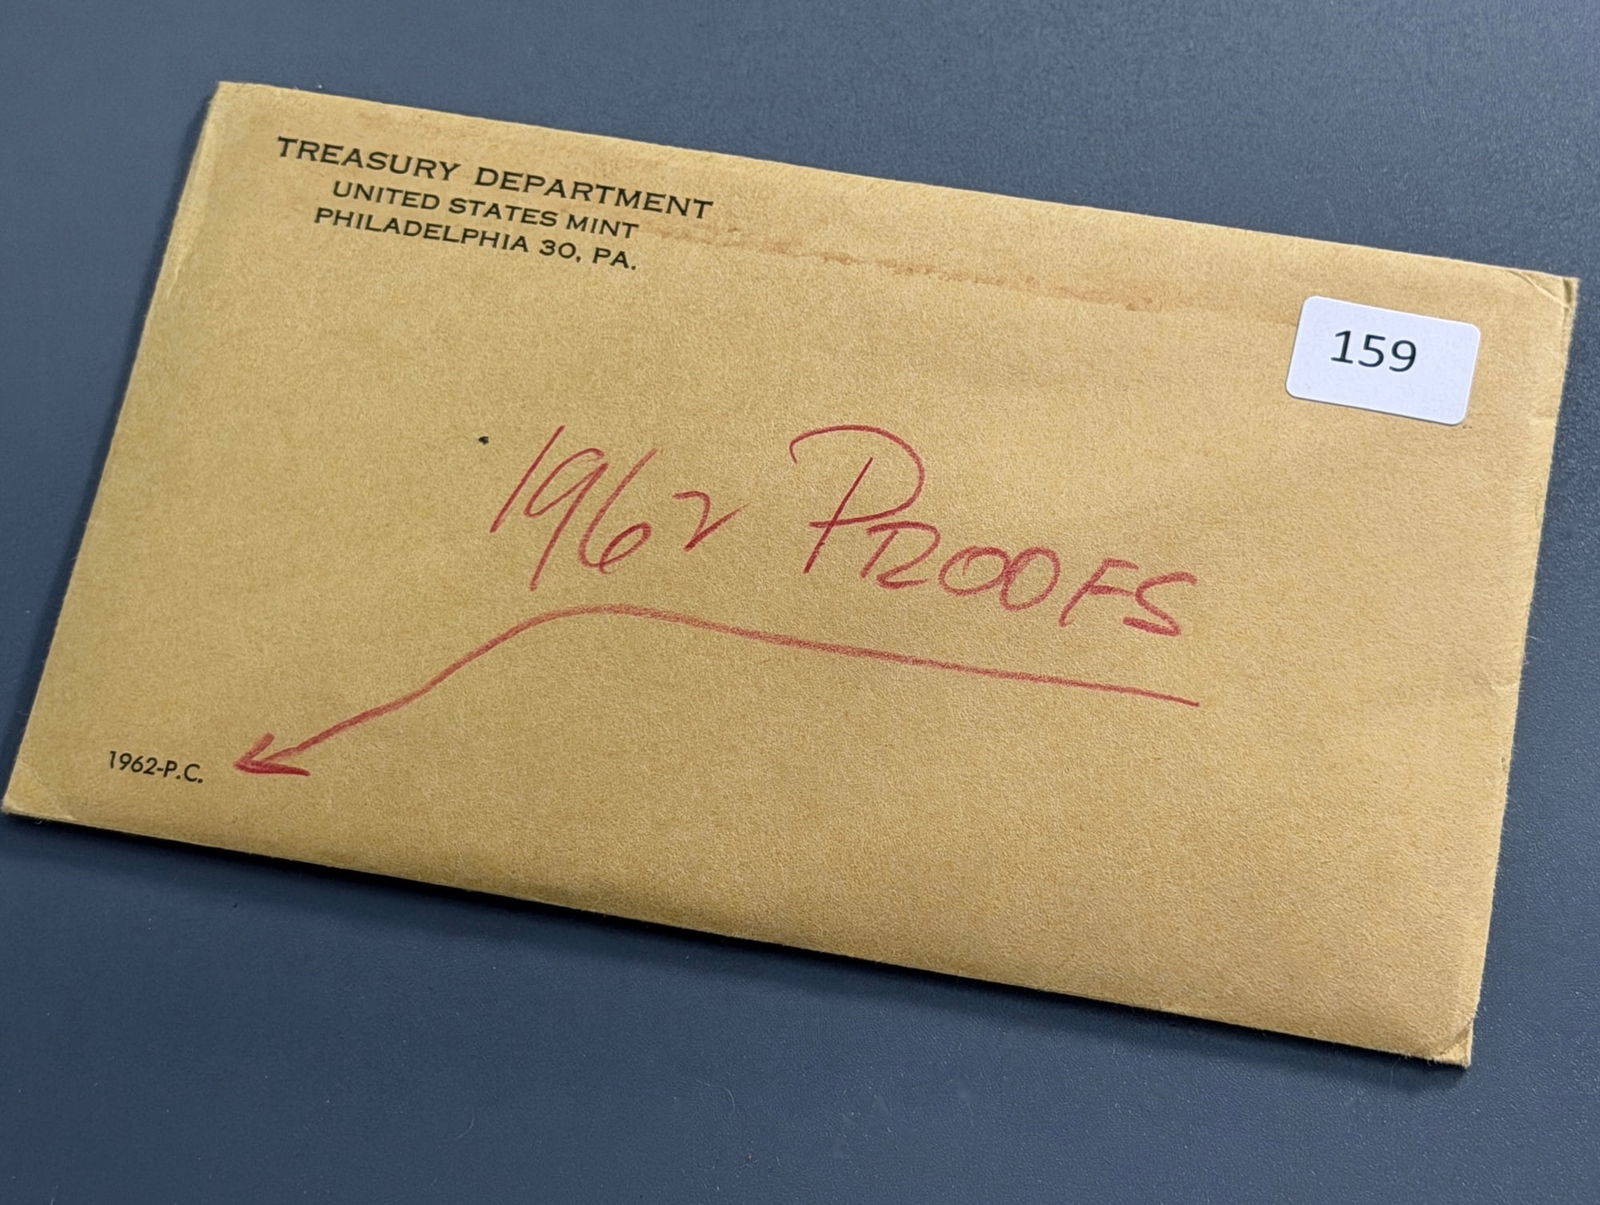 TREASURY DEPARTMENT
UNITED STATES MINT
PHILADELPHIA 30, PA.
159
1962 PROOFS
1962-P.C.